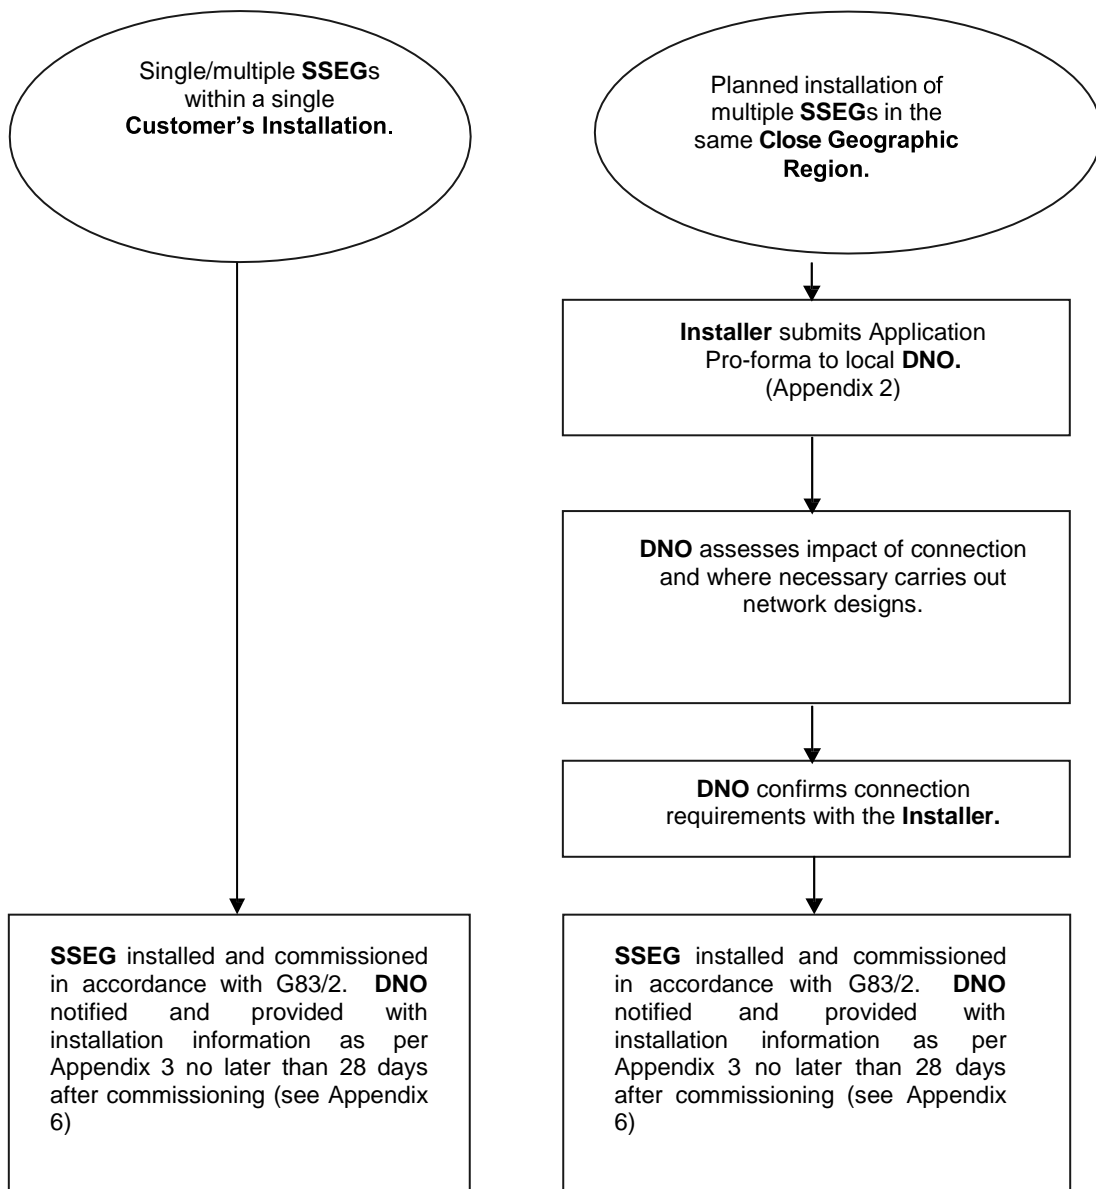 Single/multiple SSEGs
within a single
Customer's Installation.
Planned installation of
multiple SSEGs in the
same Close Geographic
Region.
Installer submits Application
Pro-forma to local DNO.
(Appendix 2)
DNO assesses impact of connection
and where necessary carries out
network designs.
DNO confirms connection
requirements with the Installer.
SSEG installed and commissioned
in accordance with G83/2. DNO
notified and provided with
installation information as per
Appendix 3 no later than 28 days
after commissioning (see Appendix
6)
SSEG installed and commissioned
in accordance with G83/2. DNO
notified and provided with
installation information as per
Appendix 3 no later than 28 days
after commissioning (see Appendix
6)